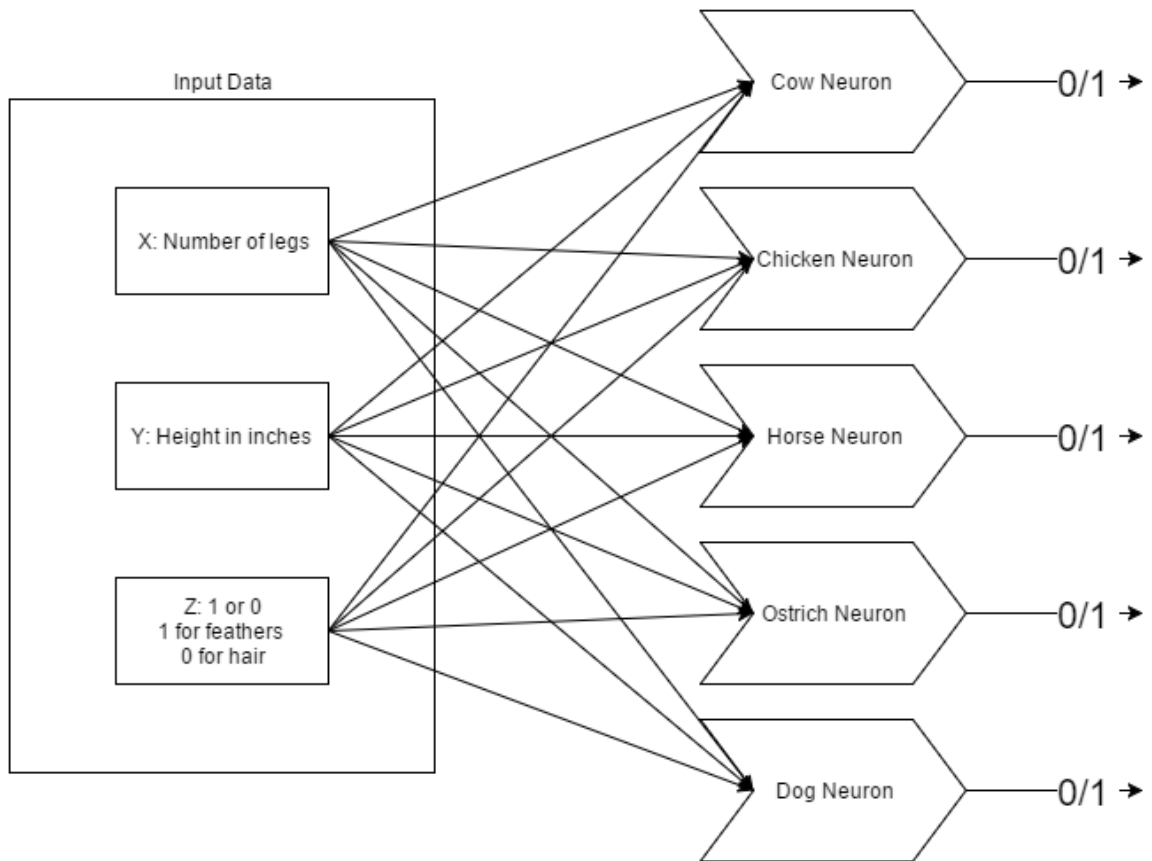 Input Data
X: Number of legs
Y: Height in inches
Z: 1 or 0
1 for feathers
0 for hair
Cow Neuron
0/1
Chicken Neuron
0/1
Horse Neuron
0/1
Ostrich Neuron
0/1
Dog Neuron
0/1